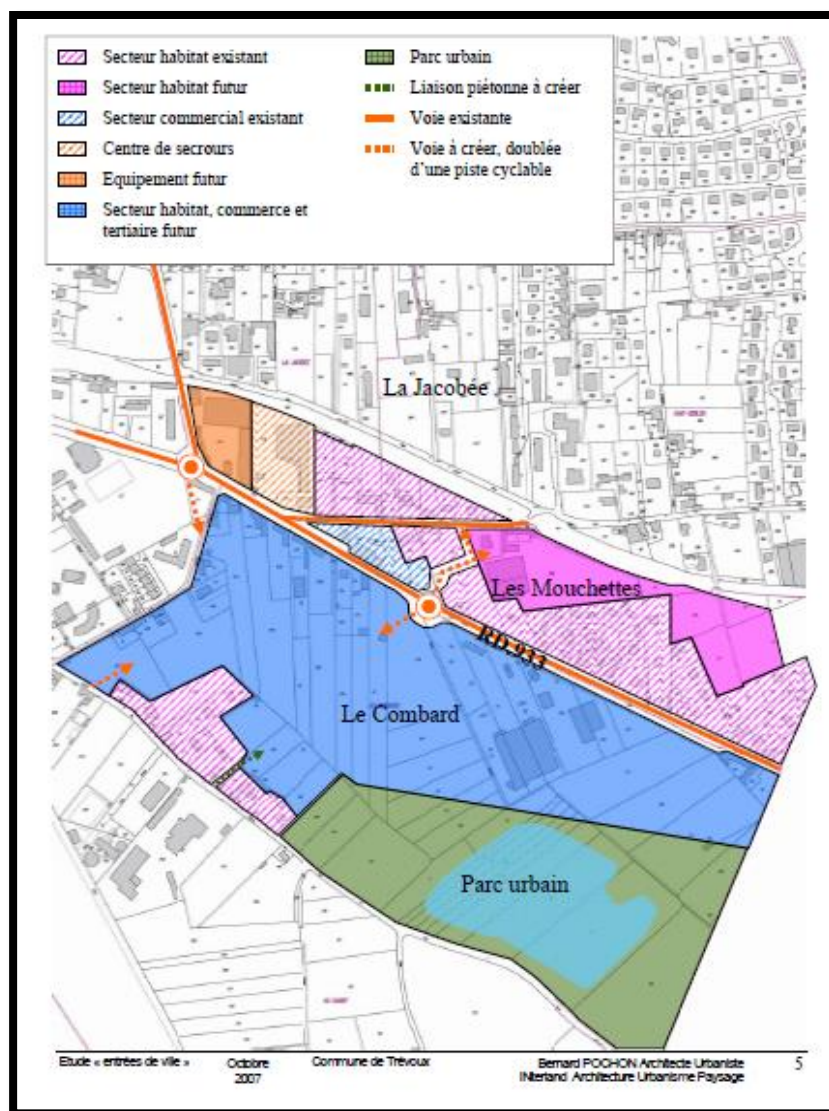 Secteur habitat existant
Secteur habitat futur
Secteur commercial existant
Centre de secrours
Equipement futur
Secteur habitat, commerce et
tertiaire futur
Parc urbain
Liaison piétonne à créer
Voie existante
Voie à créer, doublée
d'une piste cyclable
La Jacobée
Les Mouchettes
RD 933
Le Combard
Parc urbain
Etude « entrées de ville »
Octobre
2007
Commune de Trévoux
Bernard POCHON Architecte Urbaniste
INterland Architecture Urbanisme Paysage
5